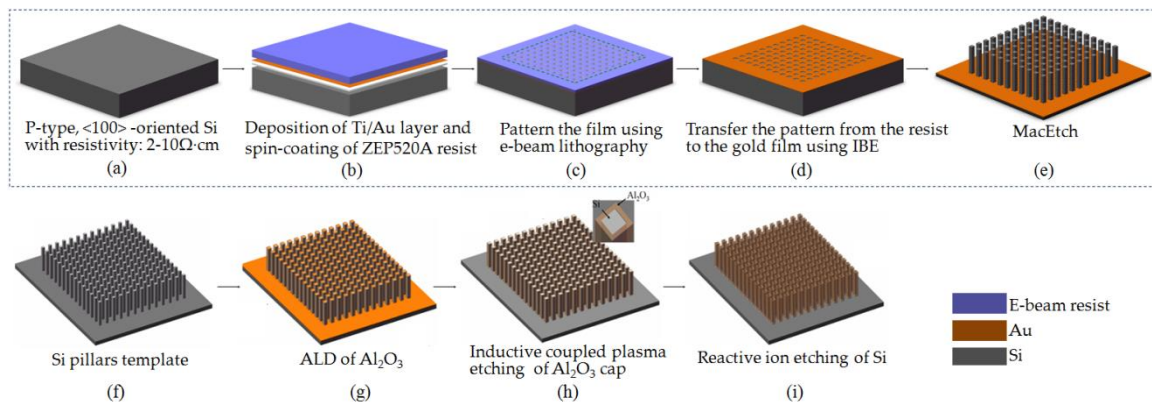 P-type, <100> -oriented Si
with resistivity: 2-10Ω·cm
(a)
Deposition of Ti/Au layer and
spin-coating of ZEP520A resist
(b)
Pattern the film using
e-beam lithography
(c)
Transfer the pattern from the resist
to the gold film using IBE
(d)
MacEtch
(e)
Si pillars template
(f)
ALD of Al₂O₃
(g)
Si
Al₂O₃
Inductive coupled plasma
etching of Al₂O₃ cap
(h)
Reactive ion etching of Si
(i)
E-beam resist
Au
Si